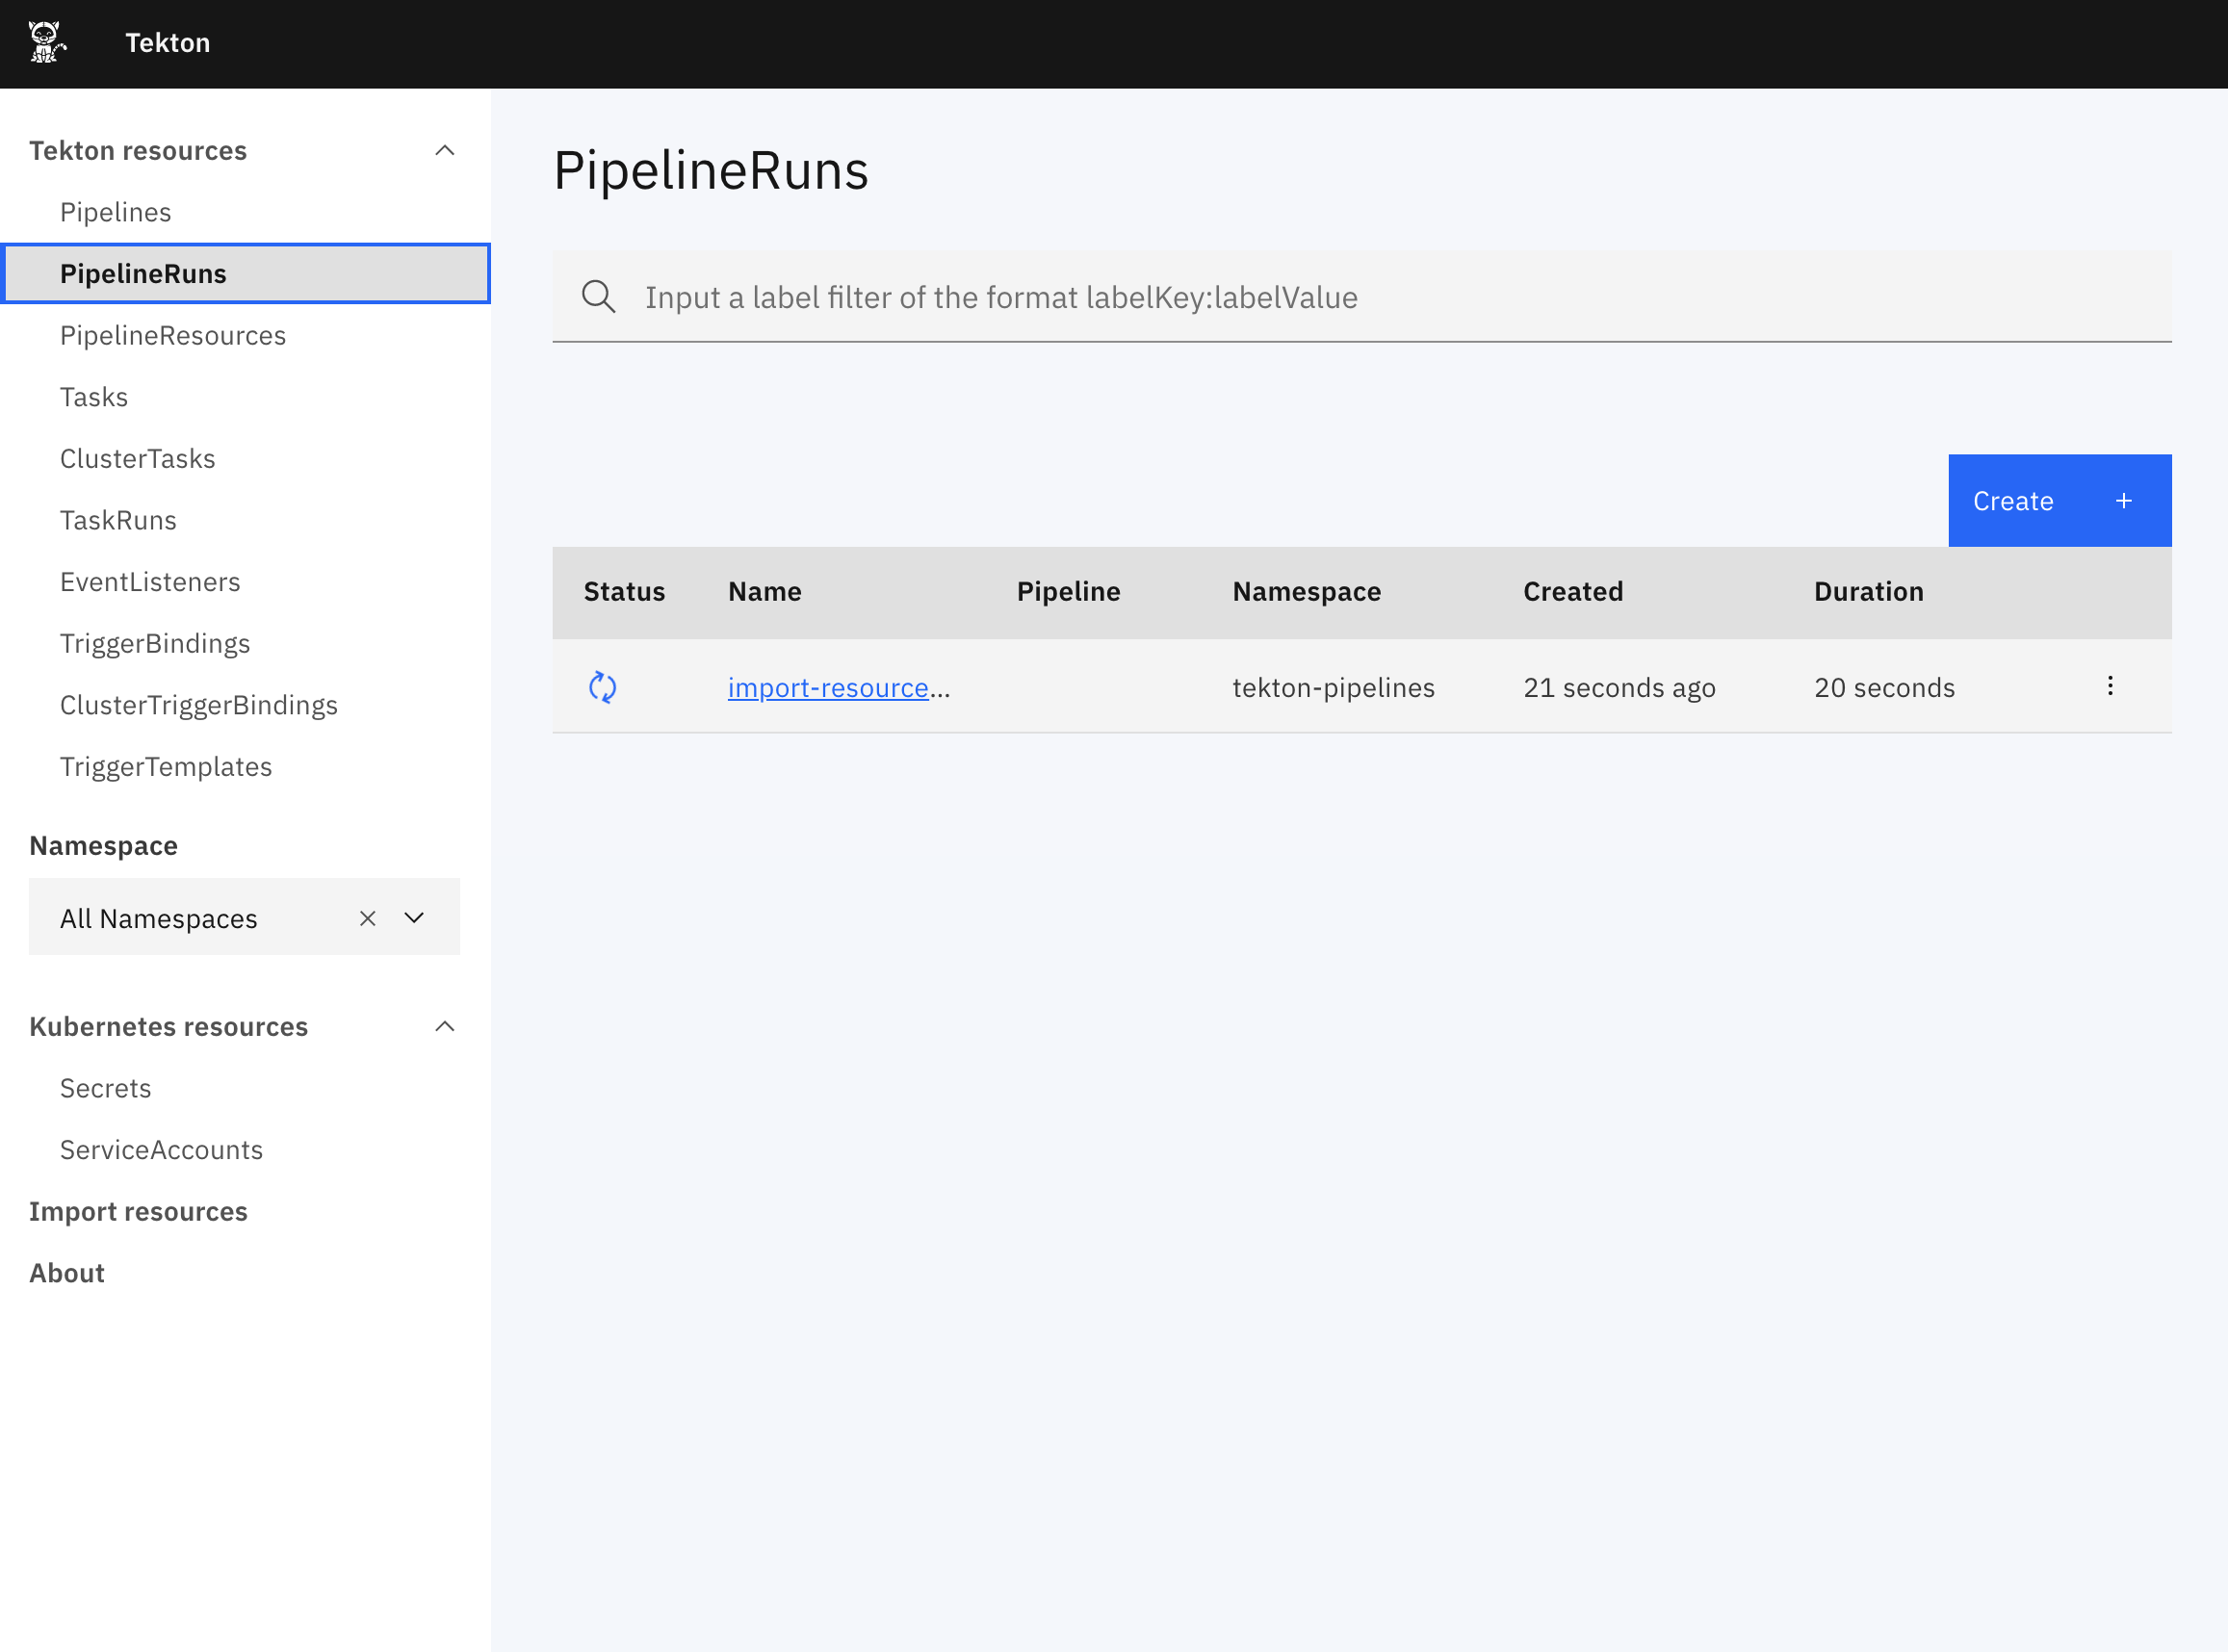 Tekton
Tekton resources
Pipelines
PipelineRuns
PipelineResources
Tasks
ClusterTasks
TaskRuns
EventListeners
TriggerBindings
ClusterTriggerBindings
TriggerTemplates
Namespace
All Namespaces
Kubernetes resources
Secrets
ServiceAccounts
Import resources
About
PipelineRuns
Input a label filter of the format labelKey:labelValue
Create +
Status Name Pipeline Namespace Created Duration
import-resource... tekton-pipelines 21 seconds ago 20 seconds